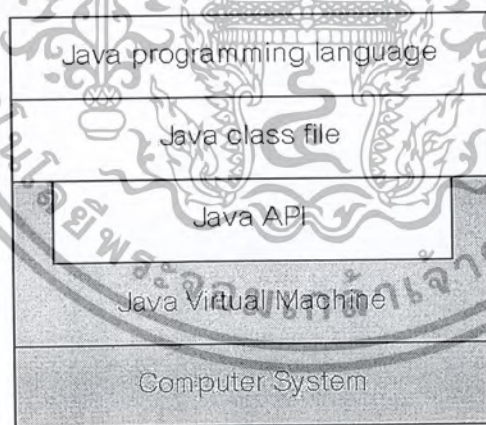 Java programming language
Java class file
Java API
Java Virtual Machine
Computer System